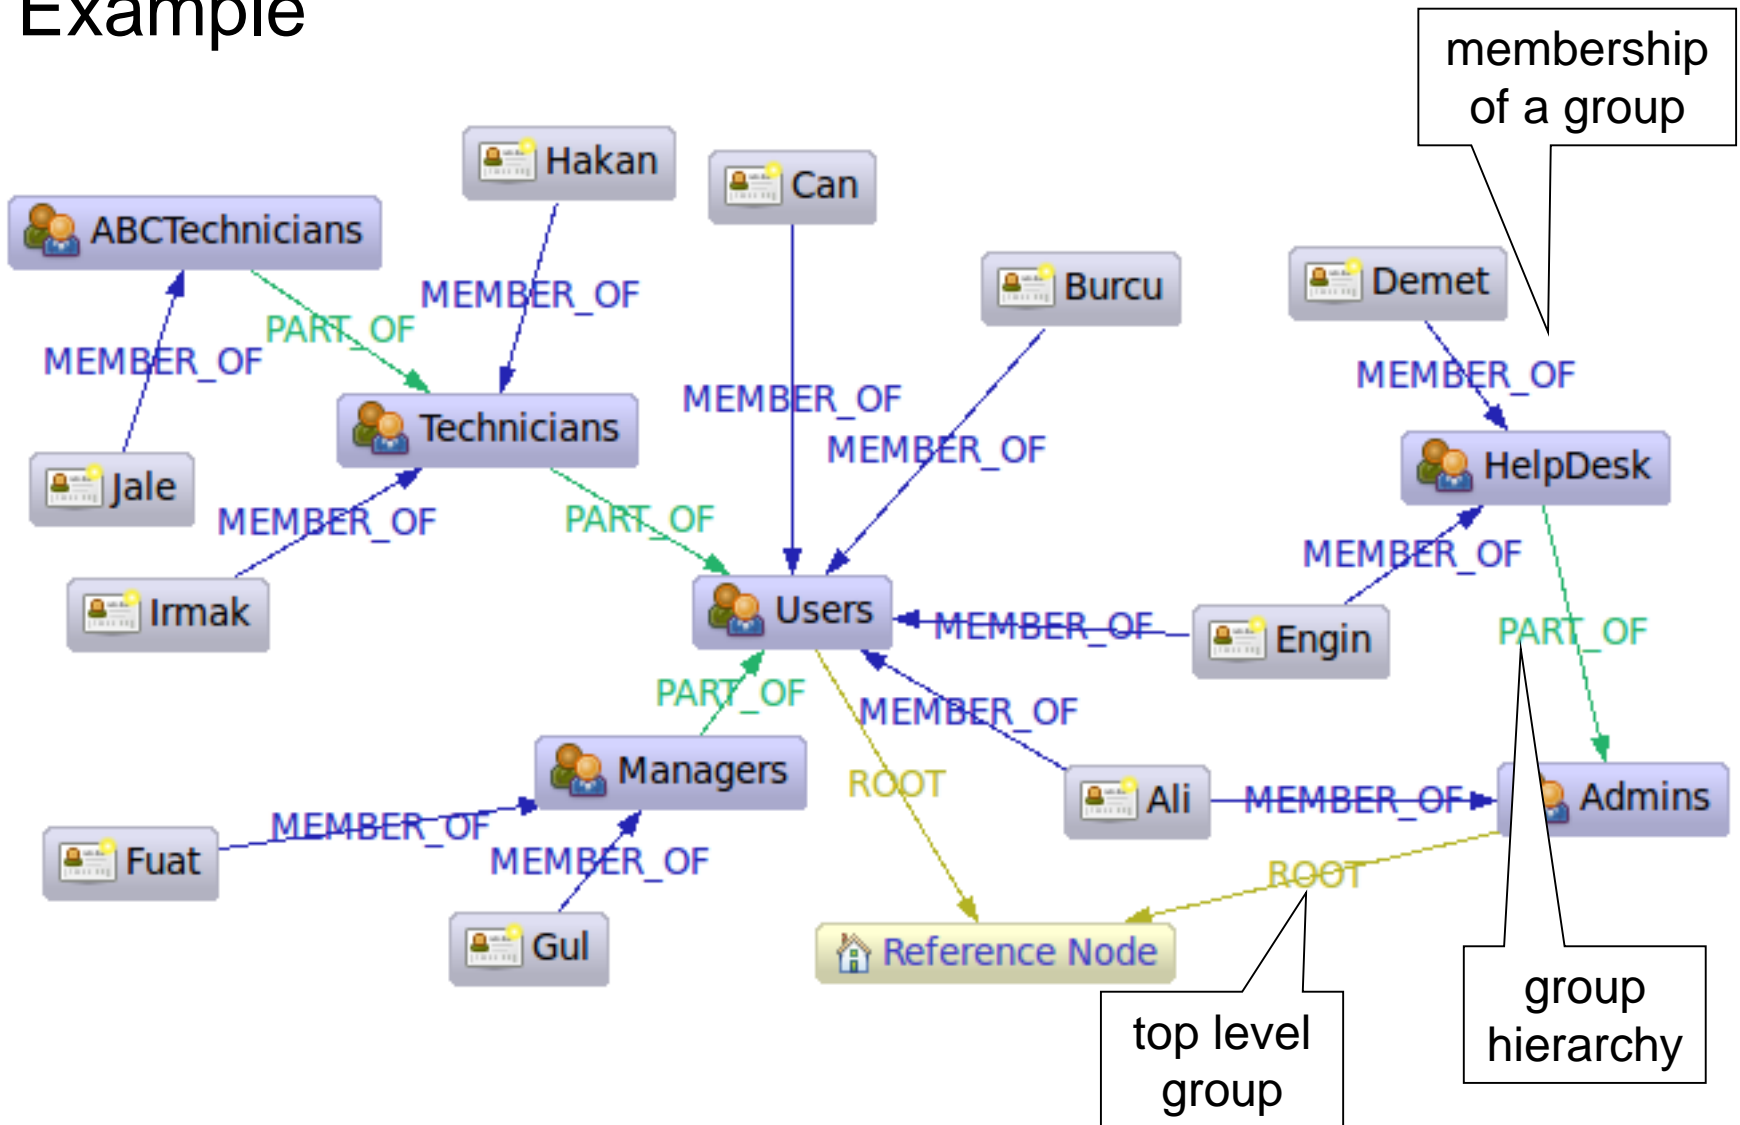 Example
membership
of a group
Hakan
Can
ABCTechnicians
Burcu
Demet
MEMBER_OF
PART_OF
MEMBER_OF
MEMBER_OF
MEMBER_OF
Technicians
MEMBER_OF
MEMBER_OF
HelpDesk
Jale
MEMBER_OF
PART_OF
MEMBER_OF
Irmak
Users
MEMBER_OF
Engin
PART_OF
PART_OF
MEMBER_OF
Managers
ROOT
Ali
MEMBER_OF
Admins
MEMBER_OF
Fuat
MEMBER_OF
ROOT
Gul
Reference Node
group
hierarchy
top level
group